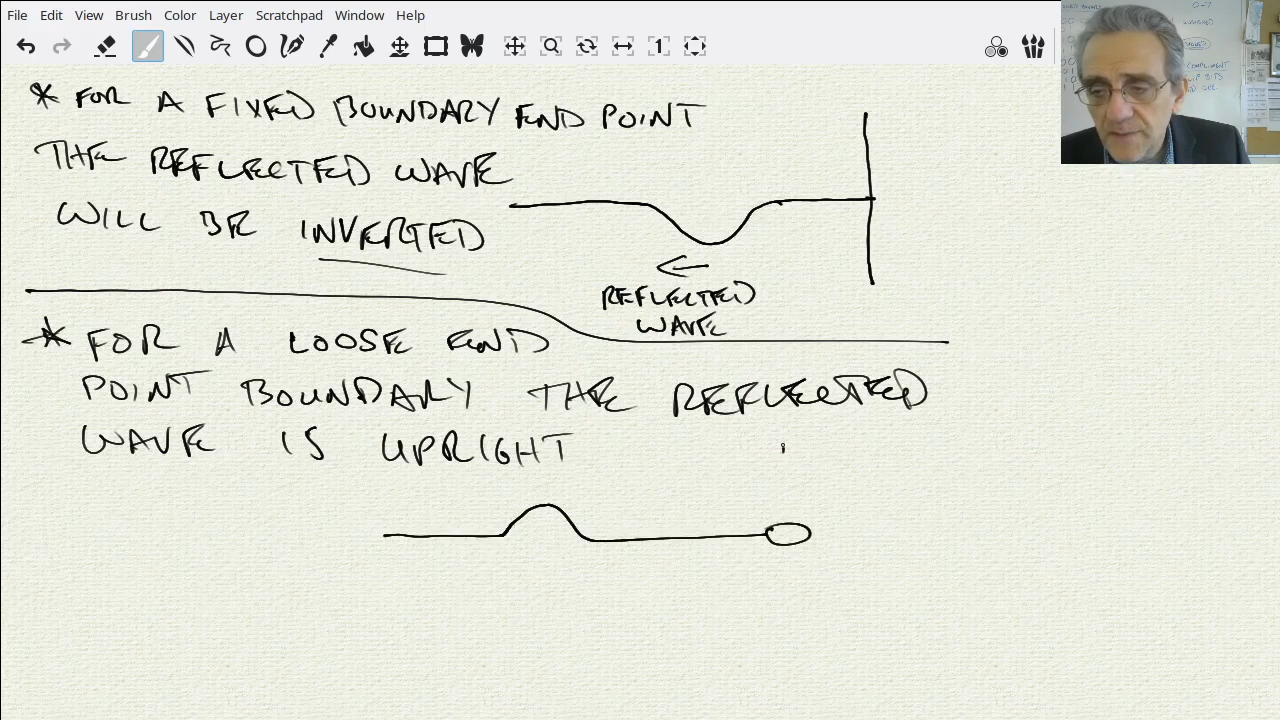 File Edit View Brush Color Layer Scratchpad Window Help
* FOR A FIXED BOUNDARY END POINT
THE REFLECTED WAVE
WILL BE INVERTED
REFLECTED
WAVE
* FOR A LOOSE END
POINT BOUNDARY THE REFLECTED
WAVE IS UPRIGHT